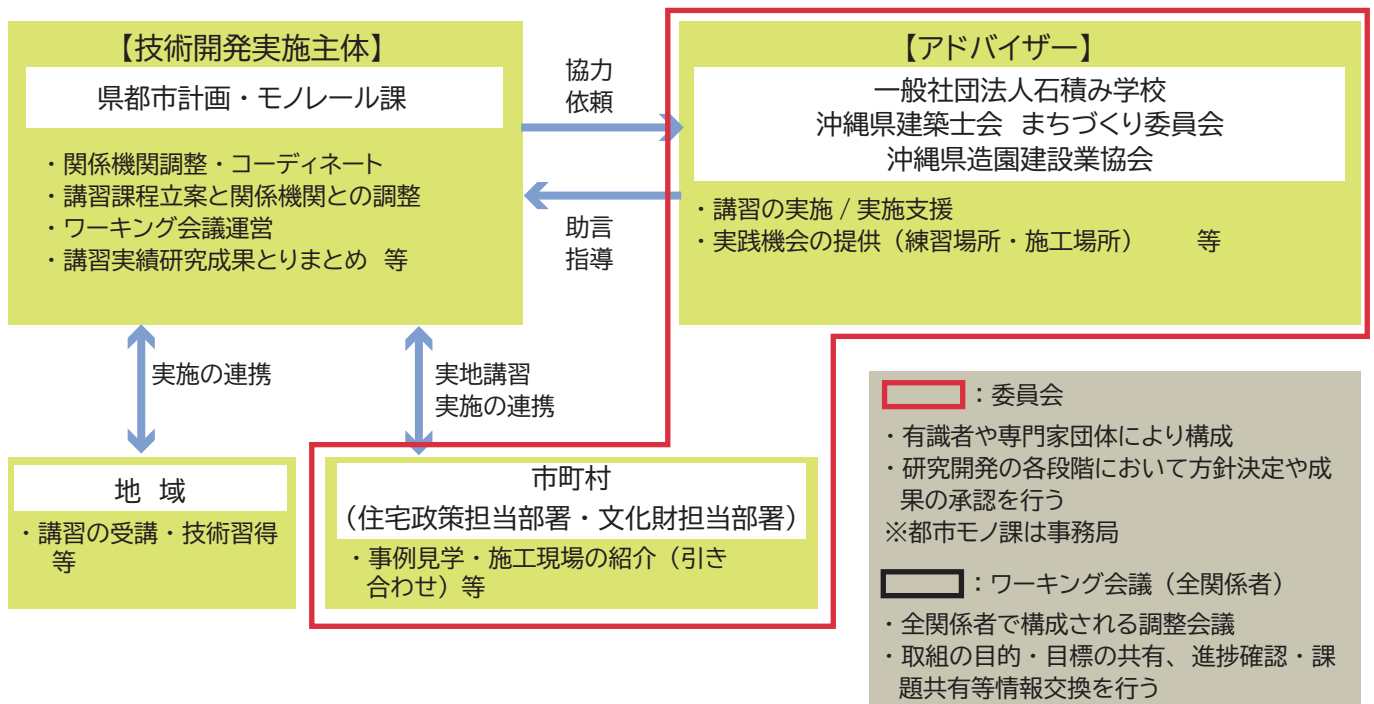 【技術開発実施主体】
県都市計画・モノレール課
・関係機関調整・コーディネート
・講習課程立案と関係機関との調整
・ワーキング会議運営
・講習実績研究成果とりまとめ 等
協力
依頼
助言
指導
【アドバイザー】
一般社団法人石積み学校
沖縄県建築士会 まちづくり委員会
沖縄県造園建設業協会
・講習の実施 / 実施支援
・実践機会の提供（練習場所・施工場所） 等
実施の連携
実地講習
実施の連携
地 域
・講習の受講・技術習得
等
市町村
（住宅政策担当部署・文化財担当部署）
・事例見学・施工現場の紹介（引き
合わせ）等
：委員会
・有識者や専門家団体により構成
・研究開発の各段階において方針決定や成
果の承認を行う
※都市モノ課は事務局
：ワーキング会議（全関係者）
・全関係者で構成される調整会議
・取組の目的・目標の共有、進捗確認・課
題共有等情報交換を行う